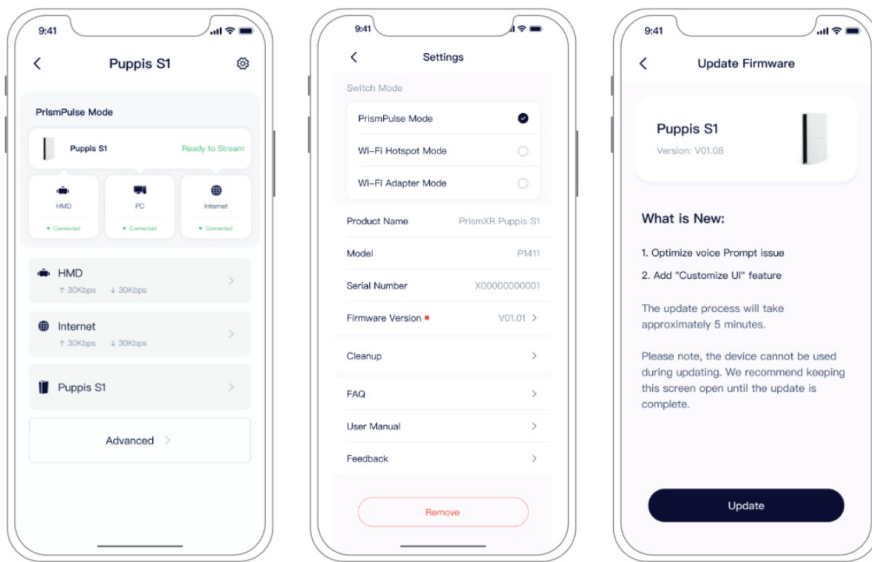 9:41
Puppis S1
PrismPulse Mode
Puppis S1
Ready to Stream
HMD
PC
Internet
Connected
Connected
Connected
HMD
↑ 30Kbps ↓ 30Kbps
Internet
↑ 30Kbps ↓ 30Kbps
Puppis S1
Advanced
9:41
Settings
Switch Mode
PrismPulse Mode
Wi-Fi Hotspot Mode
Wi-Fi Adapter Mode
Product Name PrismXR Puppis S1
Model P1411
Serial Number X00000000001
Firmware Version V01.01
Cleanup
FAQ
User Manual
Feedback
Remove
9:41
Update Firmware
Puppis S1
Version: V01.08
What is New:
1. Optimize voice Prompt issue
2. Add "Customize UI" feature
The update process will take
approximately 5 minutes.
Please note, the device cannot be used
during updating. We recommend keeping
this screen open until the update is
complete.
Update